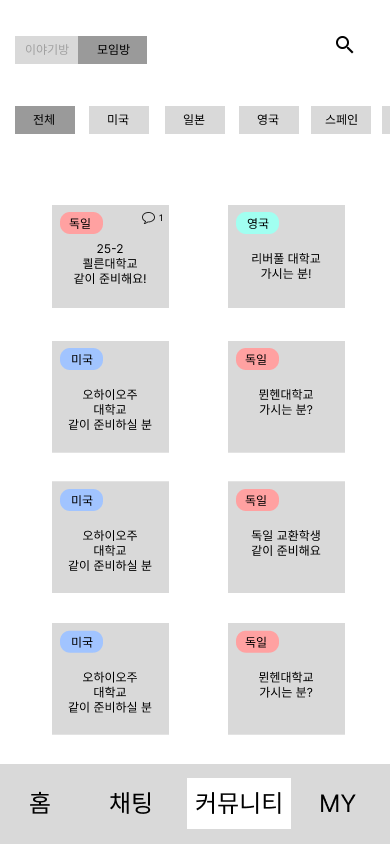 이야기방 모임방
전체 미국 일본 영국 스페인
독일 1
25-2
쾰른대학교
같이 준비해요!
영국
리버풀 대학교
가시는 분!
미국
오하이오주
대학교
같이 준비하실 분
독일
뮌헨대학교
가시는 분?
미국
오하이오주
대학교
같이 준비하실 분
독일
독일 교환학생
같이 준비해요
미국
오하이오주
대학교
같이 준비하실 분
독일
뮌헨대학교
가시는 분?
홈 채팅 커뮤니티 MY